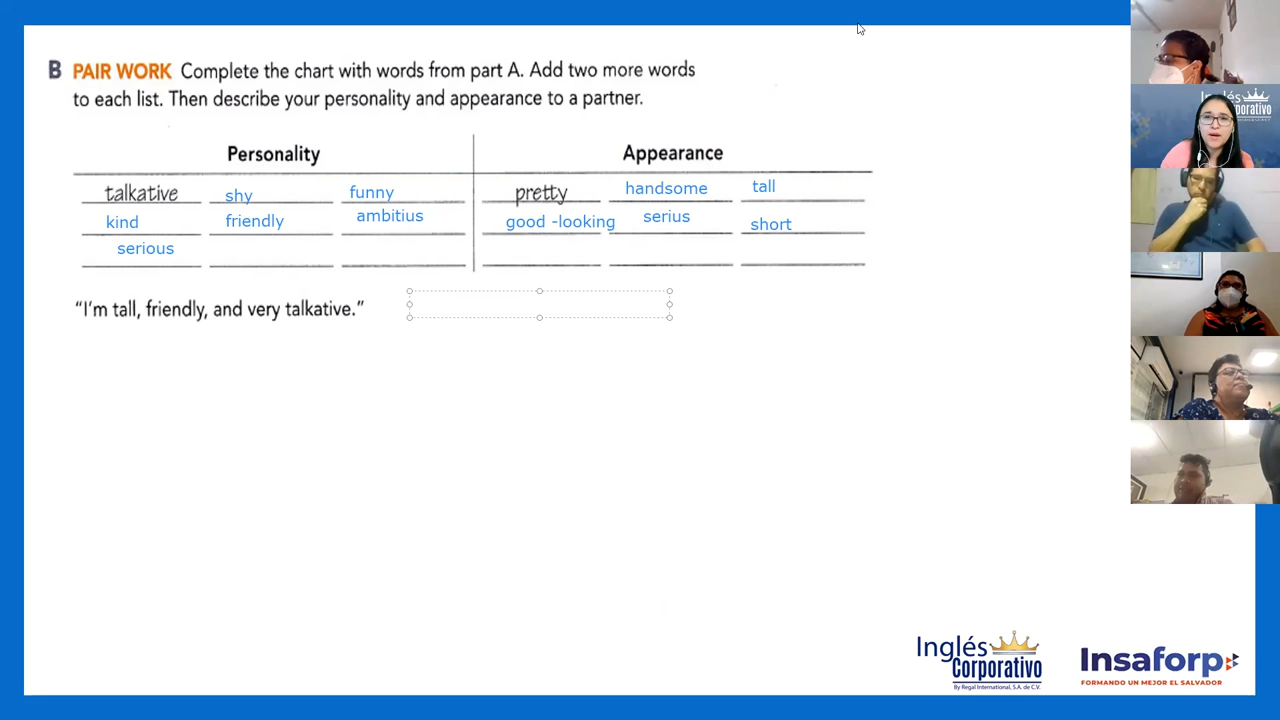 B PAIR WORK Complete the chart with words from part A. Add two more words
to each list. Then describe your personality and appearance to a partner.
Personality Appearance
talkative shy funny pretty handsome tall
kind friendly ambitius good -looking serius short
serious
"I'm tall, friendly, and very talkative."
Inglés
Corporativo
Inglés
Corporativo
By Regal International, S.A. de C.V.
Insaforp
FORMANDO UN MEJOR EL SALVADOR